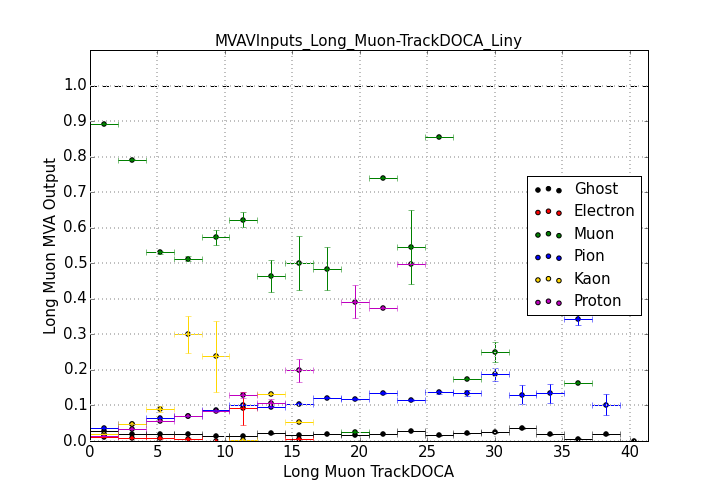 MVAVInputs_Long_Muon-TrackDOCA_Liny
Long Muon MVA Output
1.0
0.9
0.8
0.7
0.6
0.5
0.4
0.3
0.2
0.1
0.0
Ghost
Electron
Muon
Pion
Kaon
Proton
0 5 10 15 20 25 30 35 40
Long Muon TrackDOCA